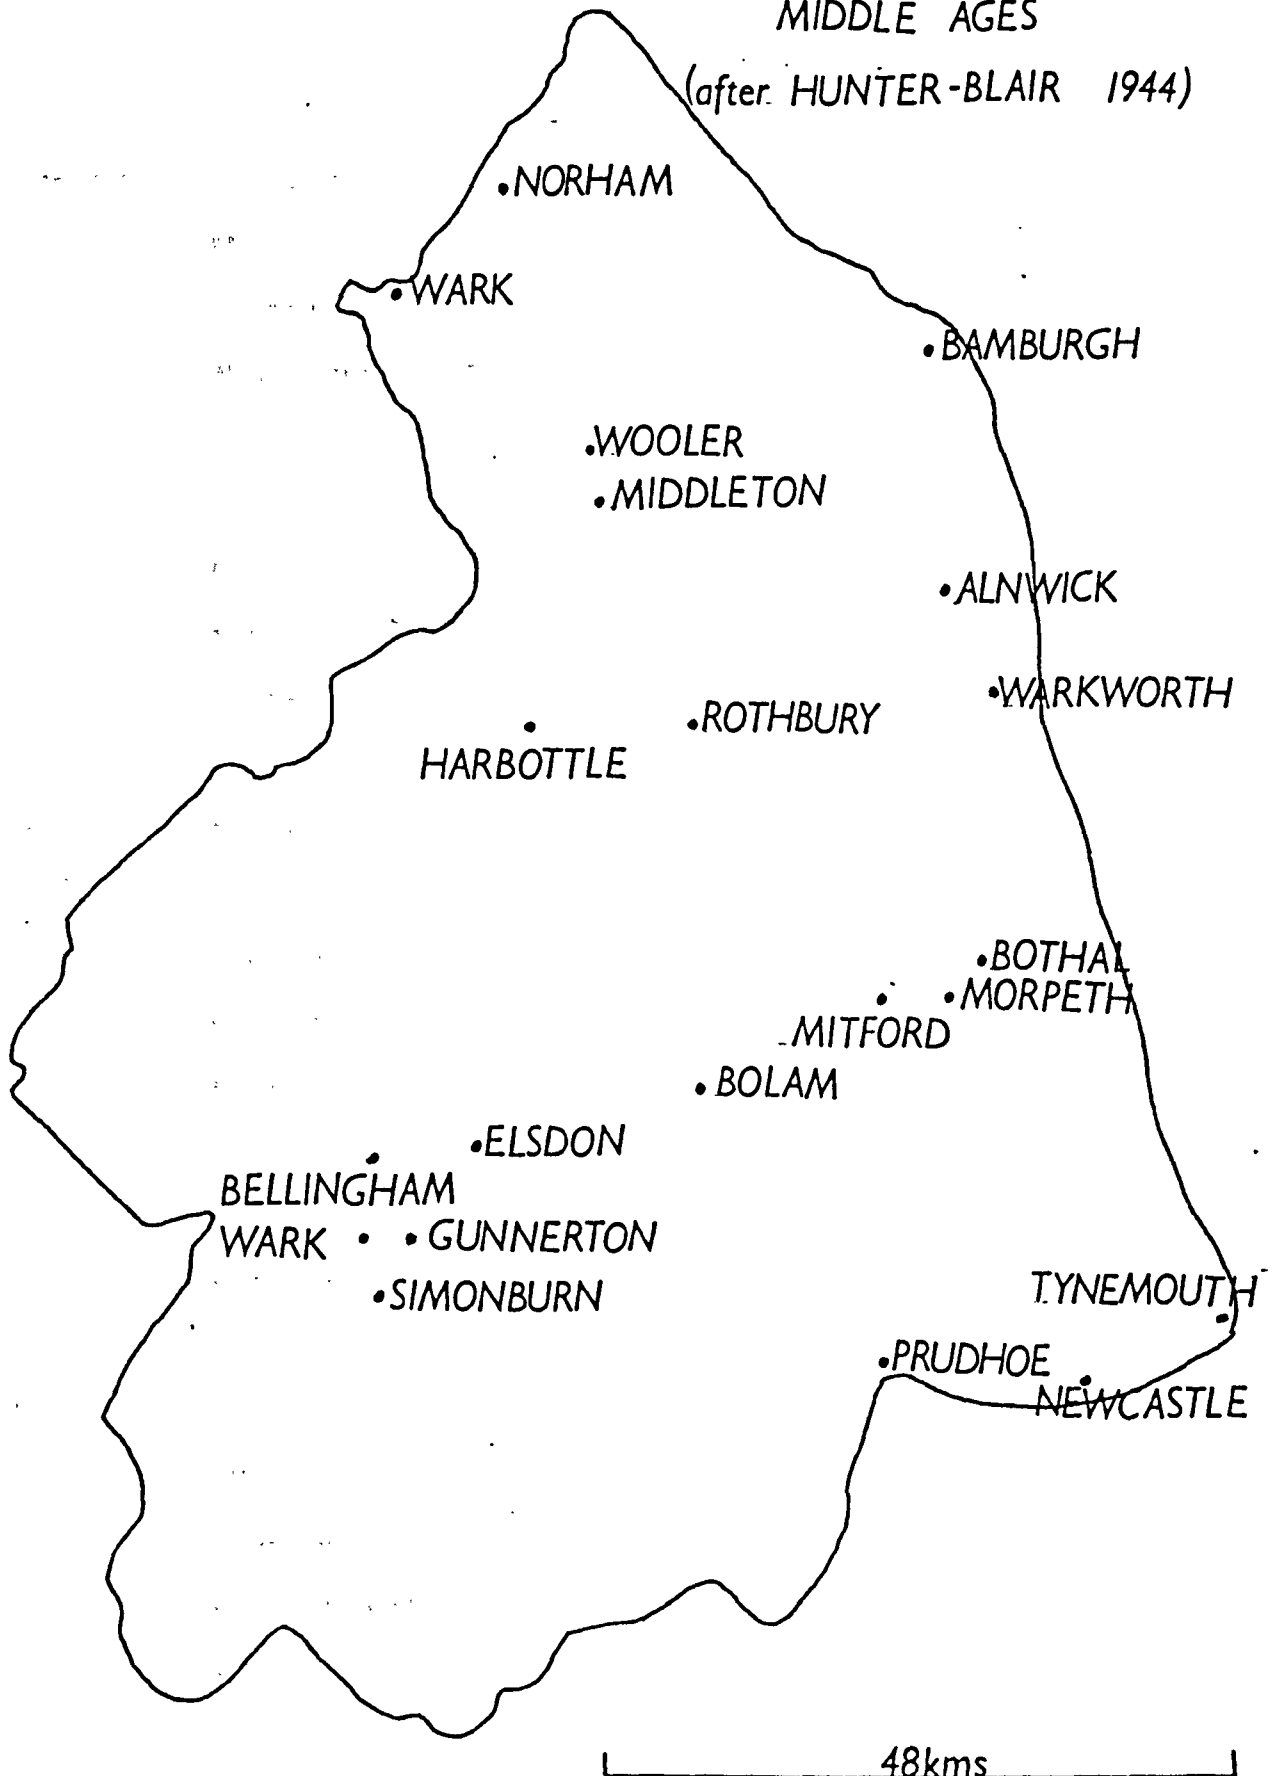 MIDDLE AGES
(after HUNTER-BLAIR 1944)
NORHAM
WARK
BAMBURGH
WOOLER
MIDDLETON
ALNWICK
WARKWORTH
ROTHBURY
HARBOTTLE
BOTHAL
MORPETH
MITFORD
BOLAM
ELSDON
BELLINGHAM
WARK
GUNNERTON
SIMONBURN
TYNEMOUTH
PRUDHOE
NEWCASTLE
48kms